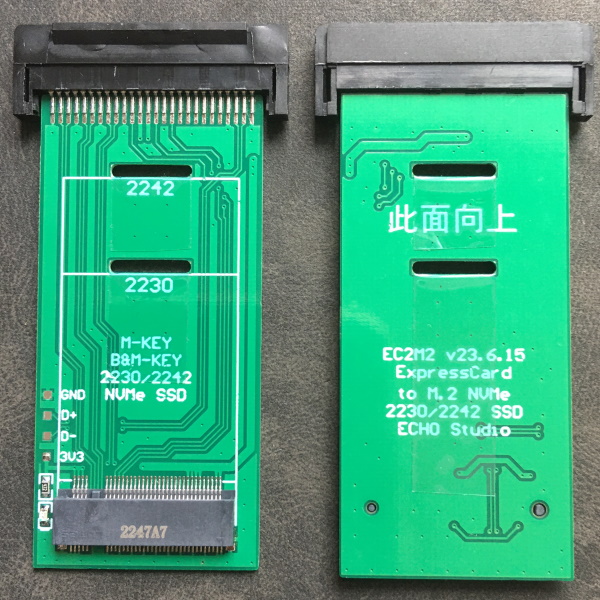 2242
2230
M-KEY
B&M-KEY
2230/2242
NVMe SSD
GND
D+
D-
3V3
2247A7
此面向上
EC2M2 v23.6.15
ExpressCard
to M.2 NVMe
2230/2242 SSD
ECHO Studio